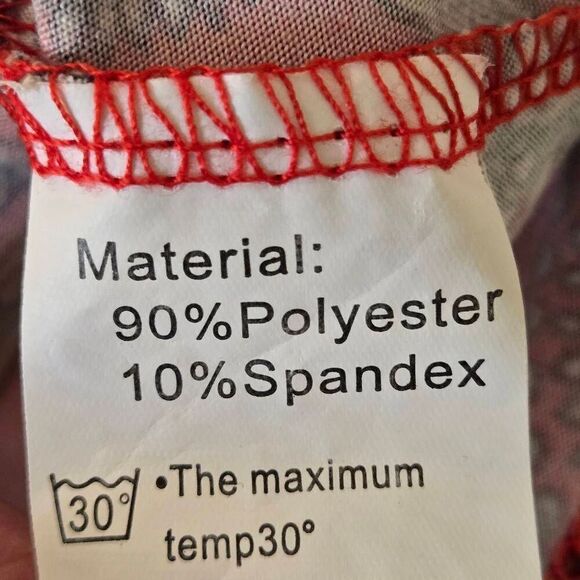 Material:
90%Polyester
10%Spandex
30° •The maximum
temp30°